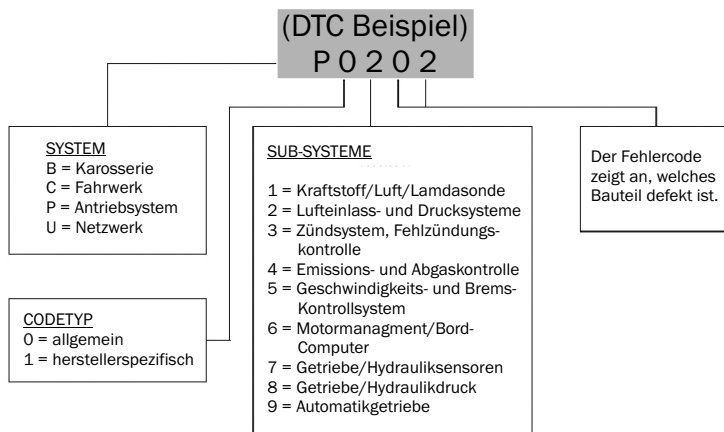 (DTC Beispiel)
P 0 2 0 2
SYSTEM
B = Karosserie
C = Fahrwerk
P = Antriebsystem
U = Netzwerk
CODETYP
0 = allgemein
1 = herstellerspezifisch
SUB-SYSTEME
1 = Kraftstoff/Luft/Lamdasonde
2 = Lufteinlass- und Drucksysteme
3 = Zündsystem, Fehlzündungs-
kontrolle
4 = Emissions- und Abgaskontrolle
5 = Geschwindigkeits- und Brems-
Kontrollsystem
6 = Motormanagment/Bord-
Computer
7 = Getriebe/Hydrauliksensoren
8 = Getriebe/Hydraulikdruck
9 = Automatikgetriebe
Der Fehlercode
zeigt an, welches
Bauteil defekt ist.